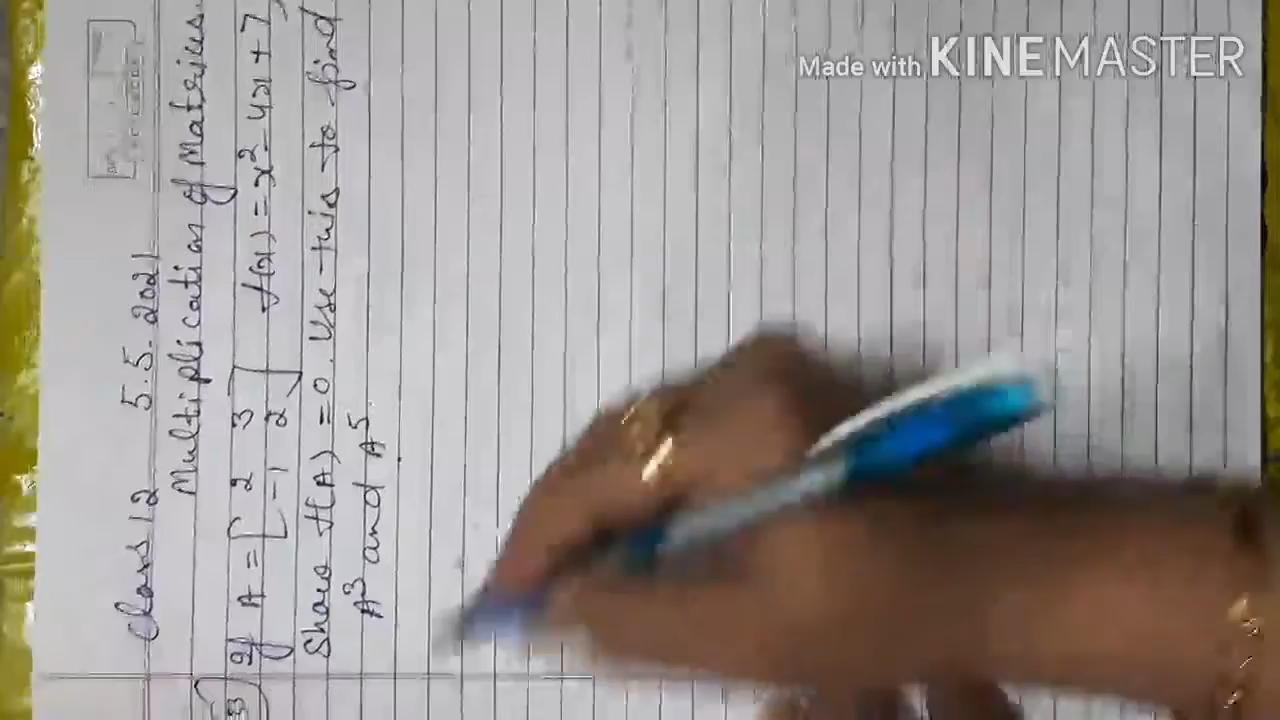 Made with KINEMASTER
Class 12 5.5.2021
Multiplication of Matrices.
If A = [ 2 3 ] f(x) = x² - 4x + 7,
[ -1 2 ]
Show f(A) = 0. Use this to find
A³ and A⁵.